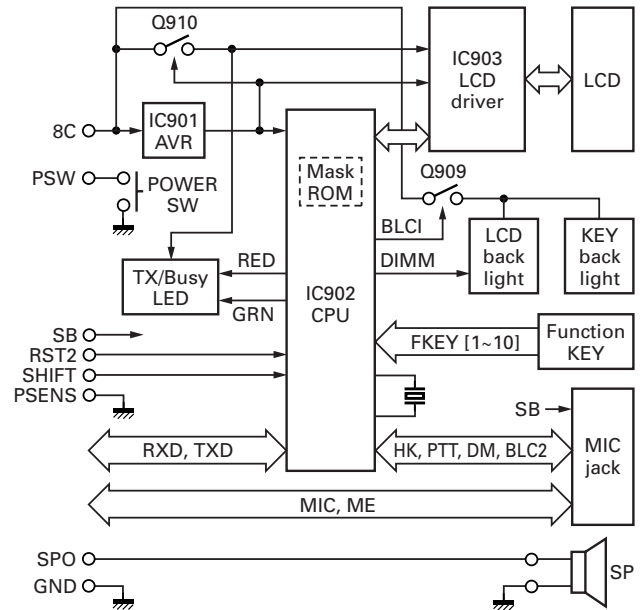 Q910
IC903
LCD
driver
LCD
8C
IC901
AVR
PSW
POWER
SW
Mask
ROM
Q909
BLCI
LCD
back
light
KEY
back
light
TX/Busy
LED
RED
GRN
DIMM
IC902
CPU
SB
RST2
SHIFT
PSENS
FKEY [1~10]
Function
KEY
SB
MIC
jack
RXD, TXD
HK, PTT, DM, BLC2
MIC, ME
SPO
GND
SP